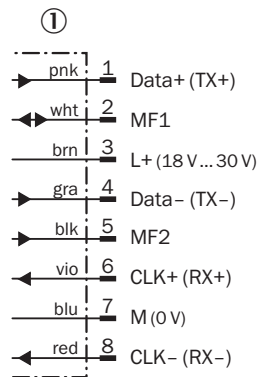 ①
pnk 1 Data+ (TX+)
wht 2 MF1
brn 3 L+ (18 V... 30 V)
gra 4 Data– (TX–)
blk 5 MF2
vio 6 CLK+ (RX+)
blu 7 M (0 V)
red 8 CLK– (RX–)